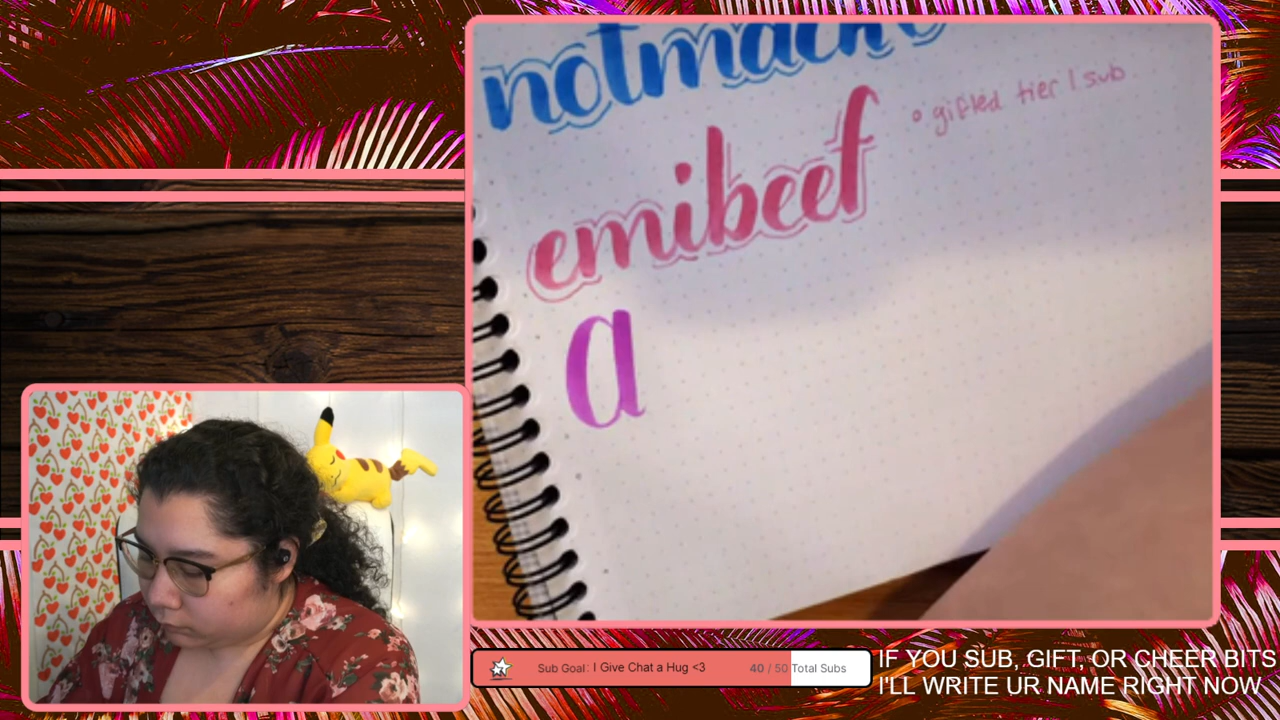 emibeef
° gifted tier 1 sub
a
Sub Goal: I Give Chat a Hug <3 40 / 50 Total Subs
IF YOU SUB, GIFT, OR CHEER BITS
I'LL WRITE UR NAME RIGHT NOW